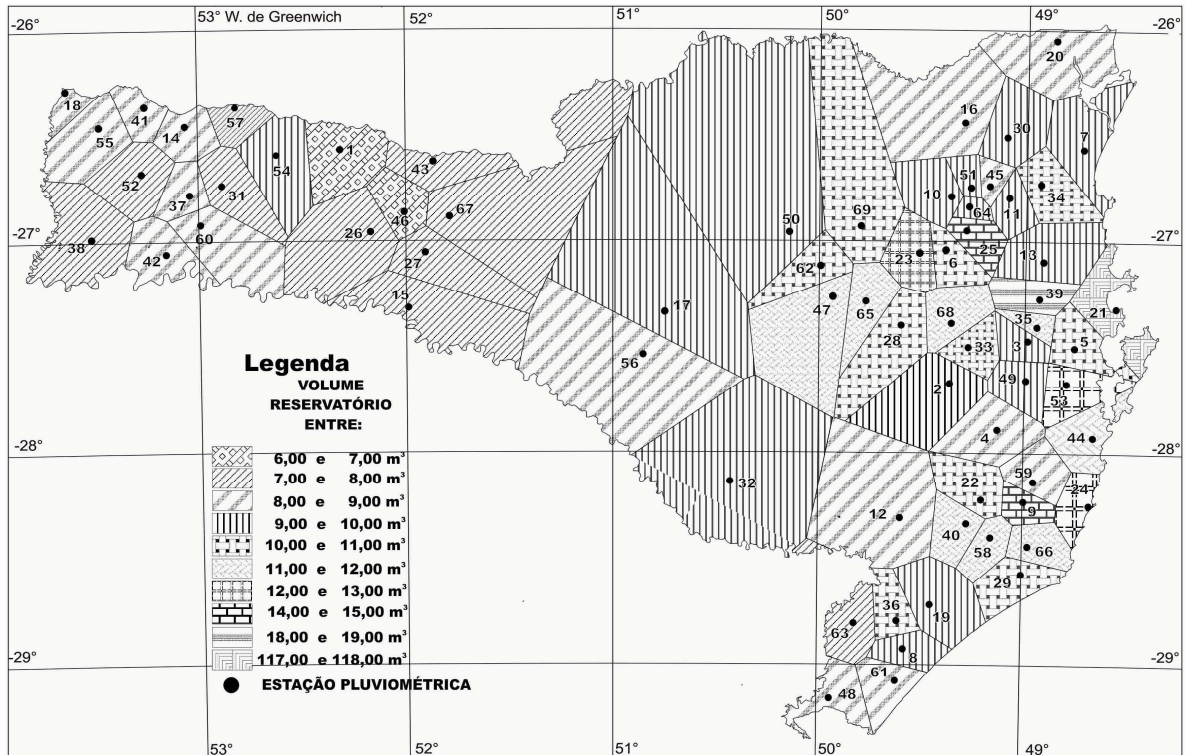 53° W. de Greenwich 52° 51° 50° 49°
-26° -26°
20
18 41 57 16
55 14 1 30 7
54 43 51 45
52 31 10 34
37 46 67 64 11
60 26 50 69
-27° 38 25 -27°
42 27 62 23 6 13
15 47 65 39
17 68 35 21
28 33 3 5
56 2 49 53
4 44
-28° -28°
32 22 59 24
12 9
40 58 66
29
36 19
63 8
-29° -29°
61
48
53° 52° 51° 50° 49°
Legenda
VOLUME
RESERVATÓRIO
ENTRE:
6,00 e 7,00 m³
7,00 e 8,00 m³
8,00 e 9,00 m³
9,00 e 10,00 m³
10,00 e 11,00 m³
11,00 e 12,00 m³
12,00 e 13,00 m³
14,00 e 15,00 m³
18,00 e 19,00 m³
117,00 e 118,00 m³
ESTAÇÃO PLUVIOMÉTRICA